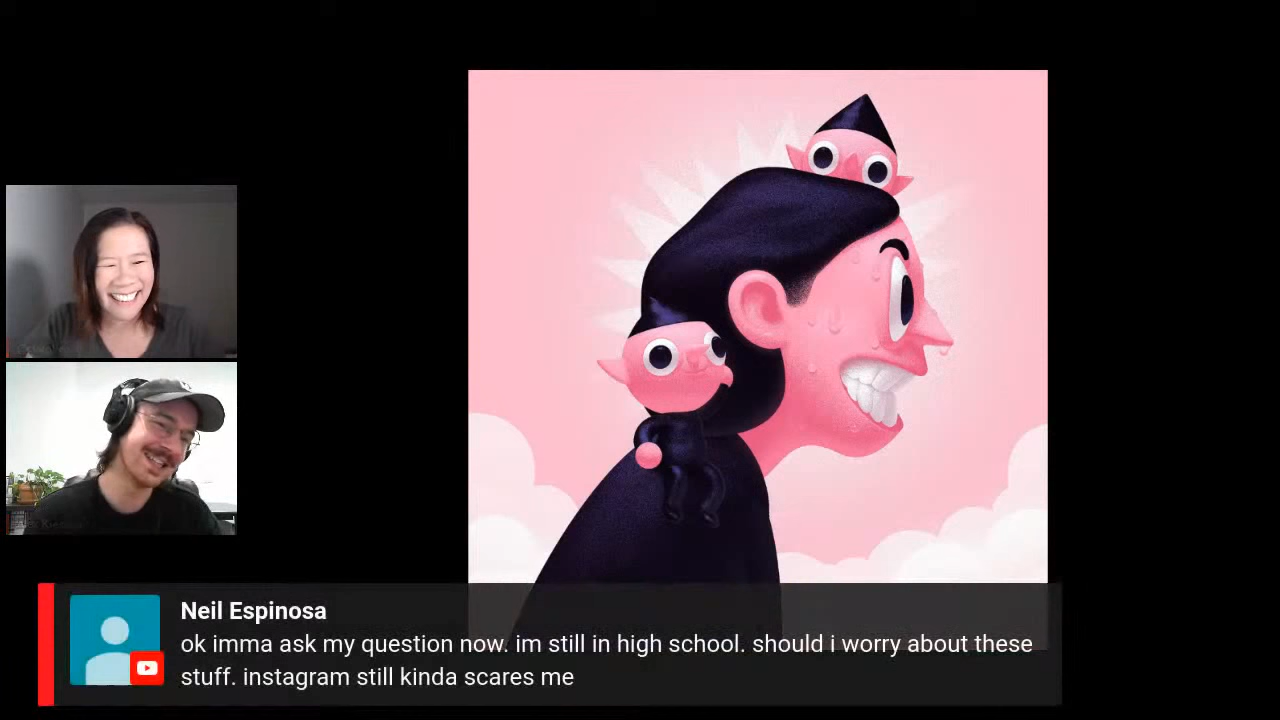 Neil Espinosa
ok imma ask my question now. im still in high school. should i worry about these
stuff. instagram still kinda scares me